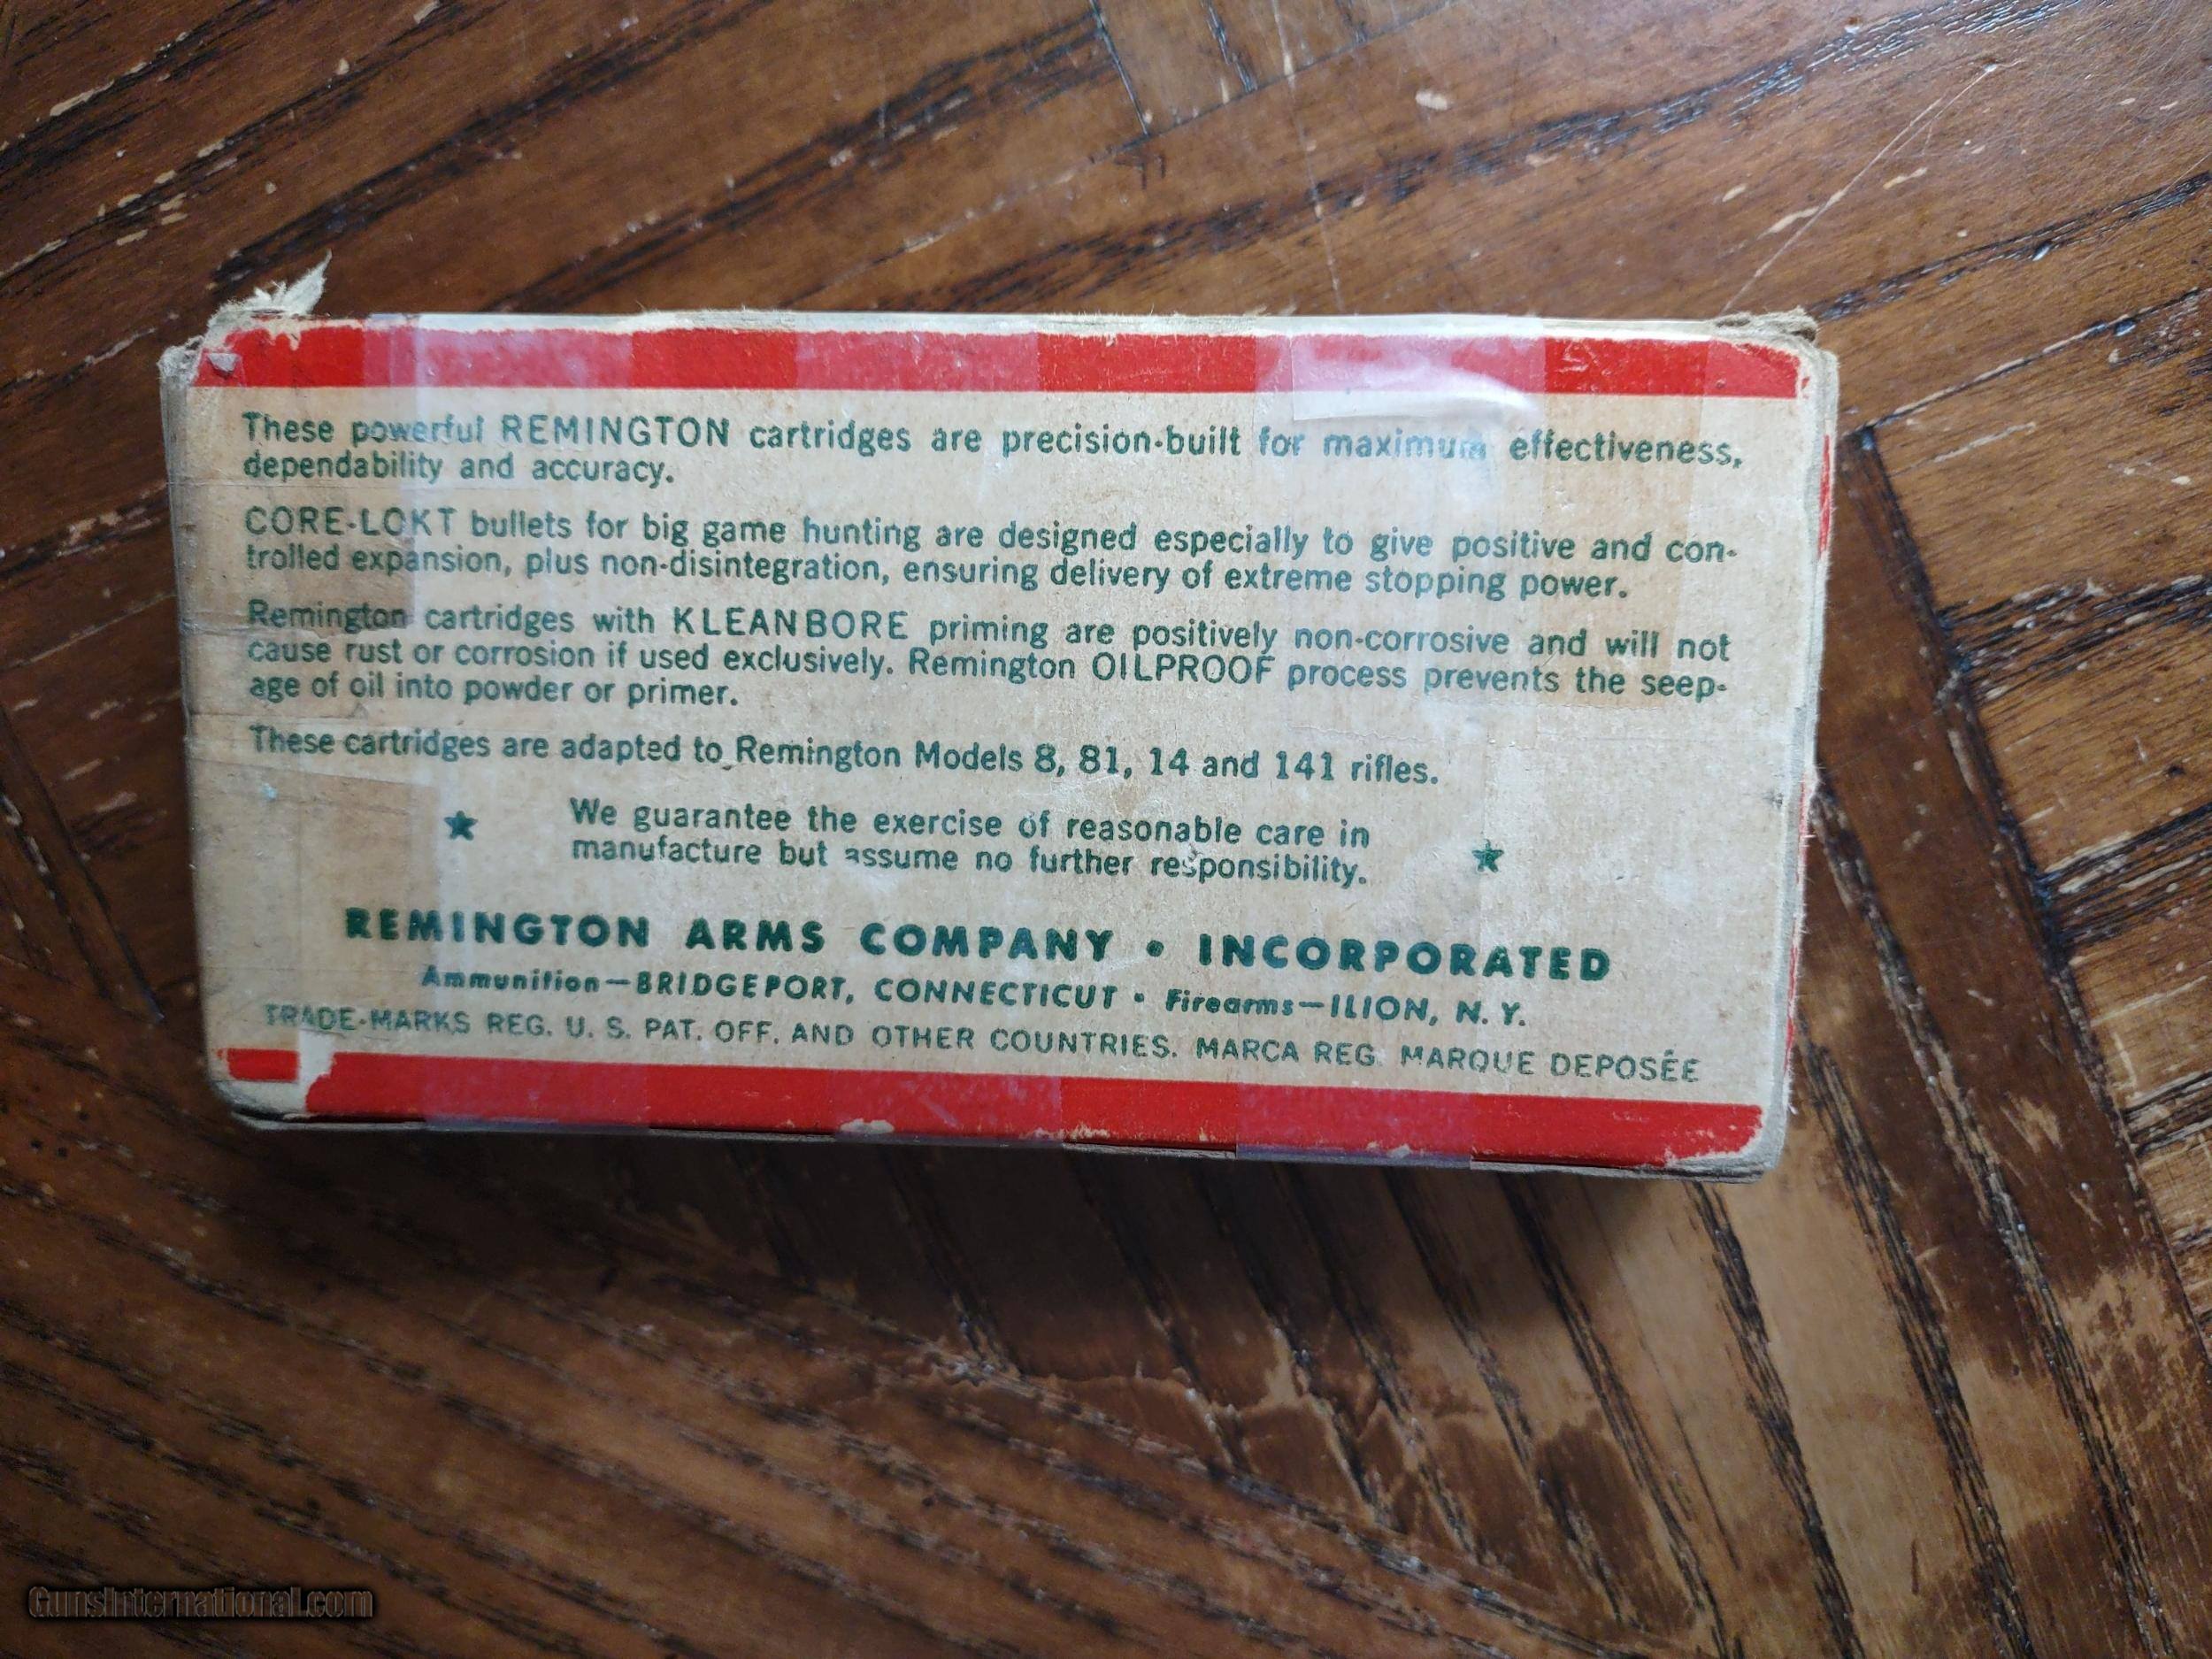 These powerful REMINGTON cartridges are precision-built for maximum effectiveness,
dependability and accuracy.
CORE-LOKT bullets for big game hunting are designed especially to give positive and con-
trolled expansion, plus non-disintegration, ensuring delivery of extreme stopping power.
Remington cartridges with KLEANBORE priming are positively non-corrosive and will not
cause rust or corrosion if used exclusively. Remington OILPROOF process prevents the seep-
age of oil into powder or primer.
These cartridges are adapted to Remington Models 8, 81, 14 and 141 rifles.
We guarantee the exercise of reasonable care in
manufacture but assume no further responsibility.
REMINGTON ARMS COMPANY • INCORPORATED
Ammunition—BRIDGEPORT, CONNECTICUT • Firearms—ILION, N. Y.
TRADE-MARKS REG. U. S. PAT. OFF. AND OTHER COUNTRIES. MARCA REG. MARQUE DEPOSÉE
GunsInternational.com